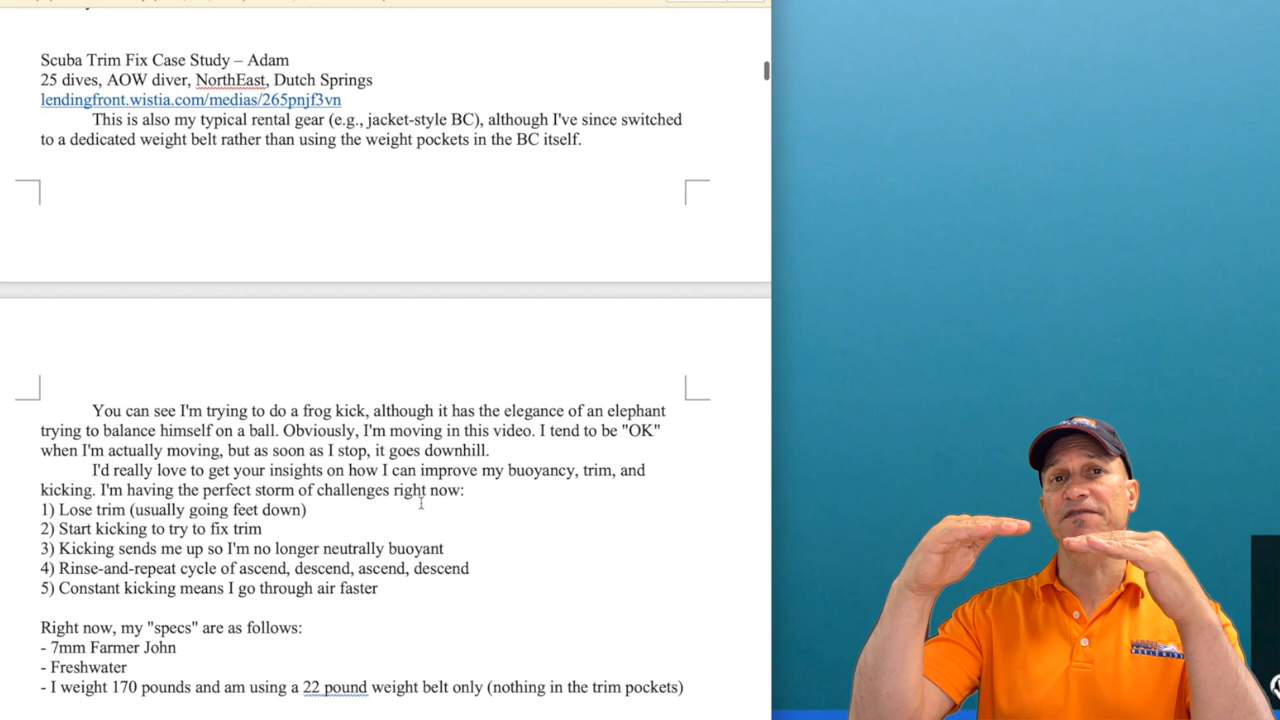 Scuba Trim Fix Case Study – Adam
25 dives, AOW diver, NorthEast, Dutch Springs
lendingfront.wistia.com/medias/265pnjf3vn
This is also my typical rental gear (e.g., jacket-style BC), although I've since switched
to a dedicated weight belt rather than using the weight pockets in the BC itself.
You can see I'm trying to do a frog kick, although it has the elegance of an elephant
trying to balance himself on a ball. Obviously, I'm moving in this video. I tend to be "OK"
when I'm actually moving, but as soon as I stop, it goes downhill.
I'd really love to get your insights on how I can improve my buoyancy, trim, and
kicking. I'm having the perfect storm of challenges right now:
1) Lose trim (usually going feet down)
2) Start kicking to try to fix trim
3) Kicking sends me up so I'm no longer neutrally buoyant
4) Rinse-and-repeat cycle of ascend, descend, ascend, descend
5) Constant kicking means I go through air faster
Right now, my "specs" are as follows:
- 7mm Farmer John
- Freshwater
- I weight 170 pounds and am using a 22 pound weight belt only (nothing in the trim pockets)